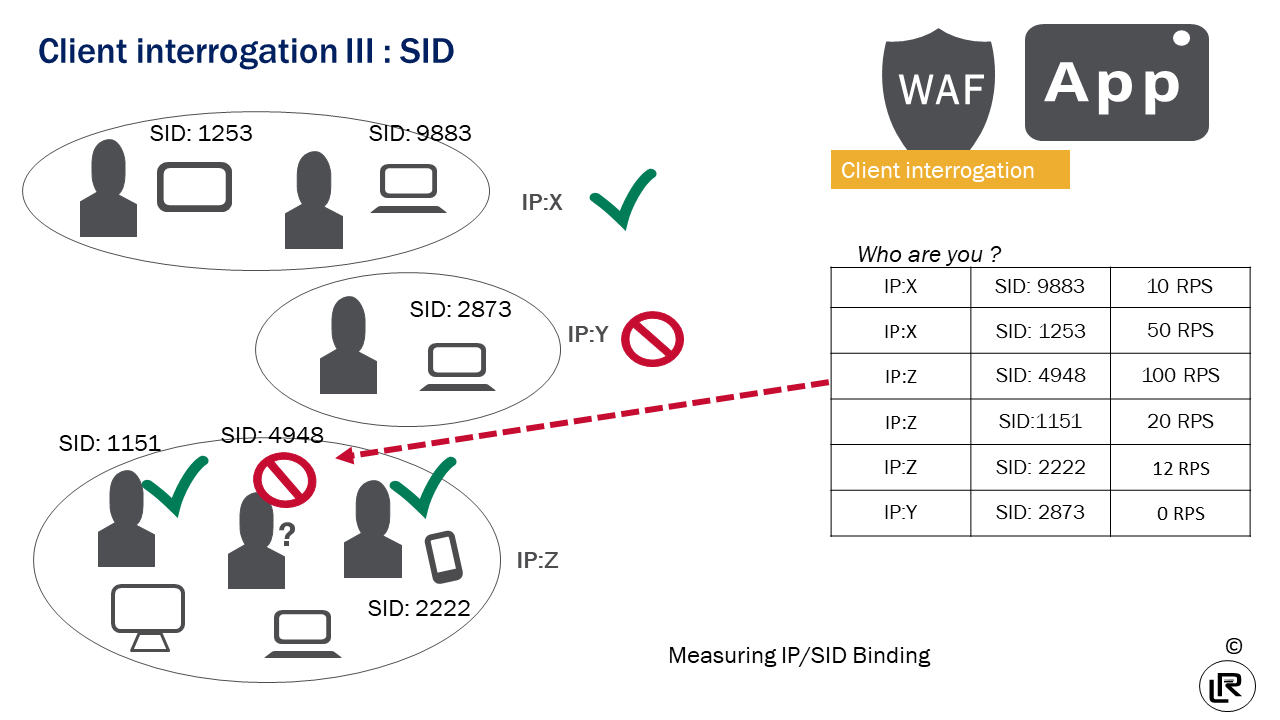 Client interrogation III : SID
WAF
App
Client interrogation
SID: 1253
SID: 9883
IP:X
SID: 2873
IP:Y
SID: 1151
SID: 4948
?
IP:Z
SID: 2222
Who are you ?
IP:X SID: 9883 10 RPS
IP:X SID: 1253 50 RPS
IP:Z SID: 4948 100 RPS
IP:Z SID:1151 20 RPS
IP:Z SID: 2222 12 RPS
IP:Y SID: 2873 0 RPS
Measuring IP/SID Binding
©
LR